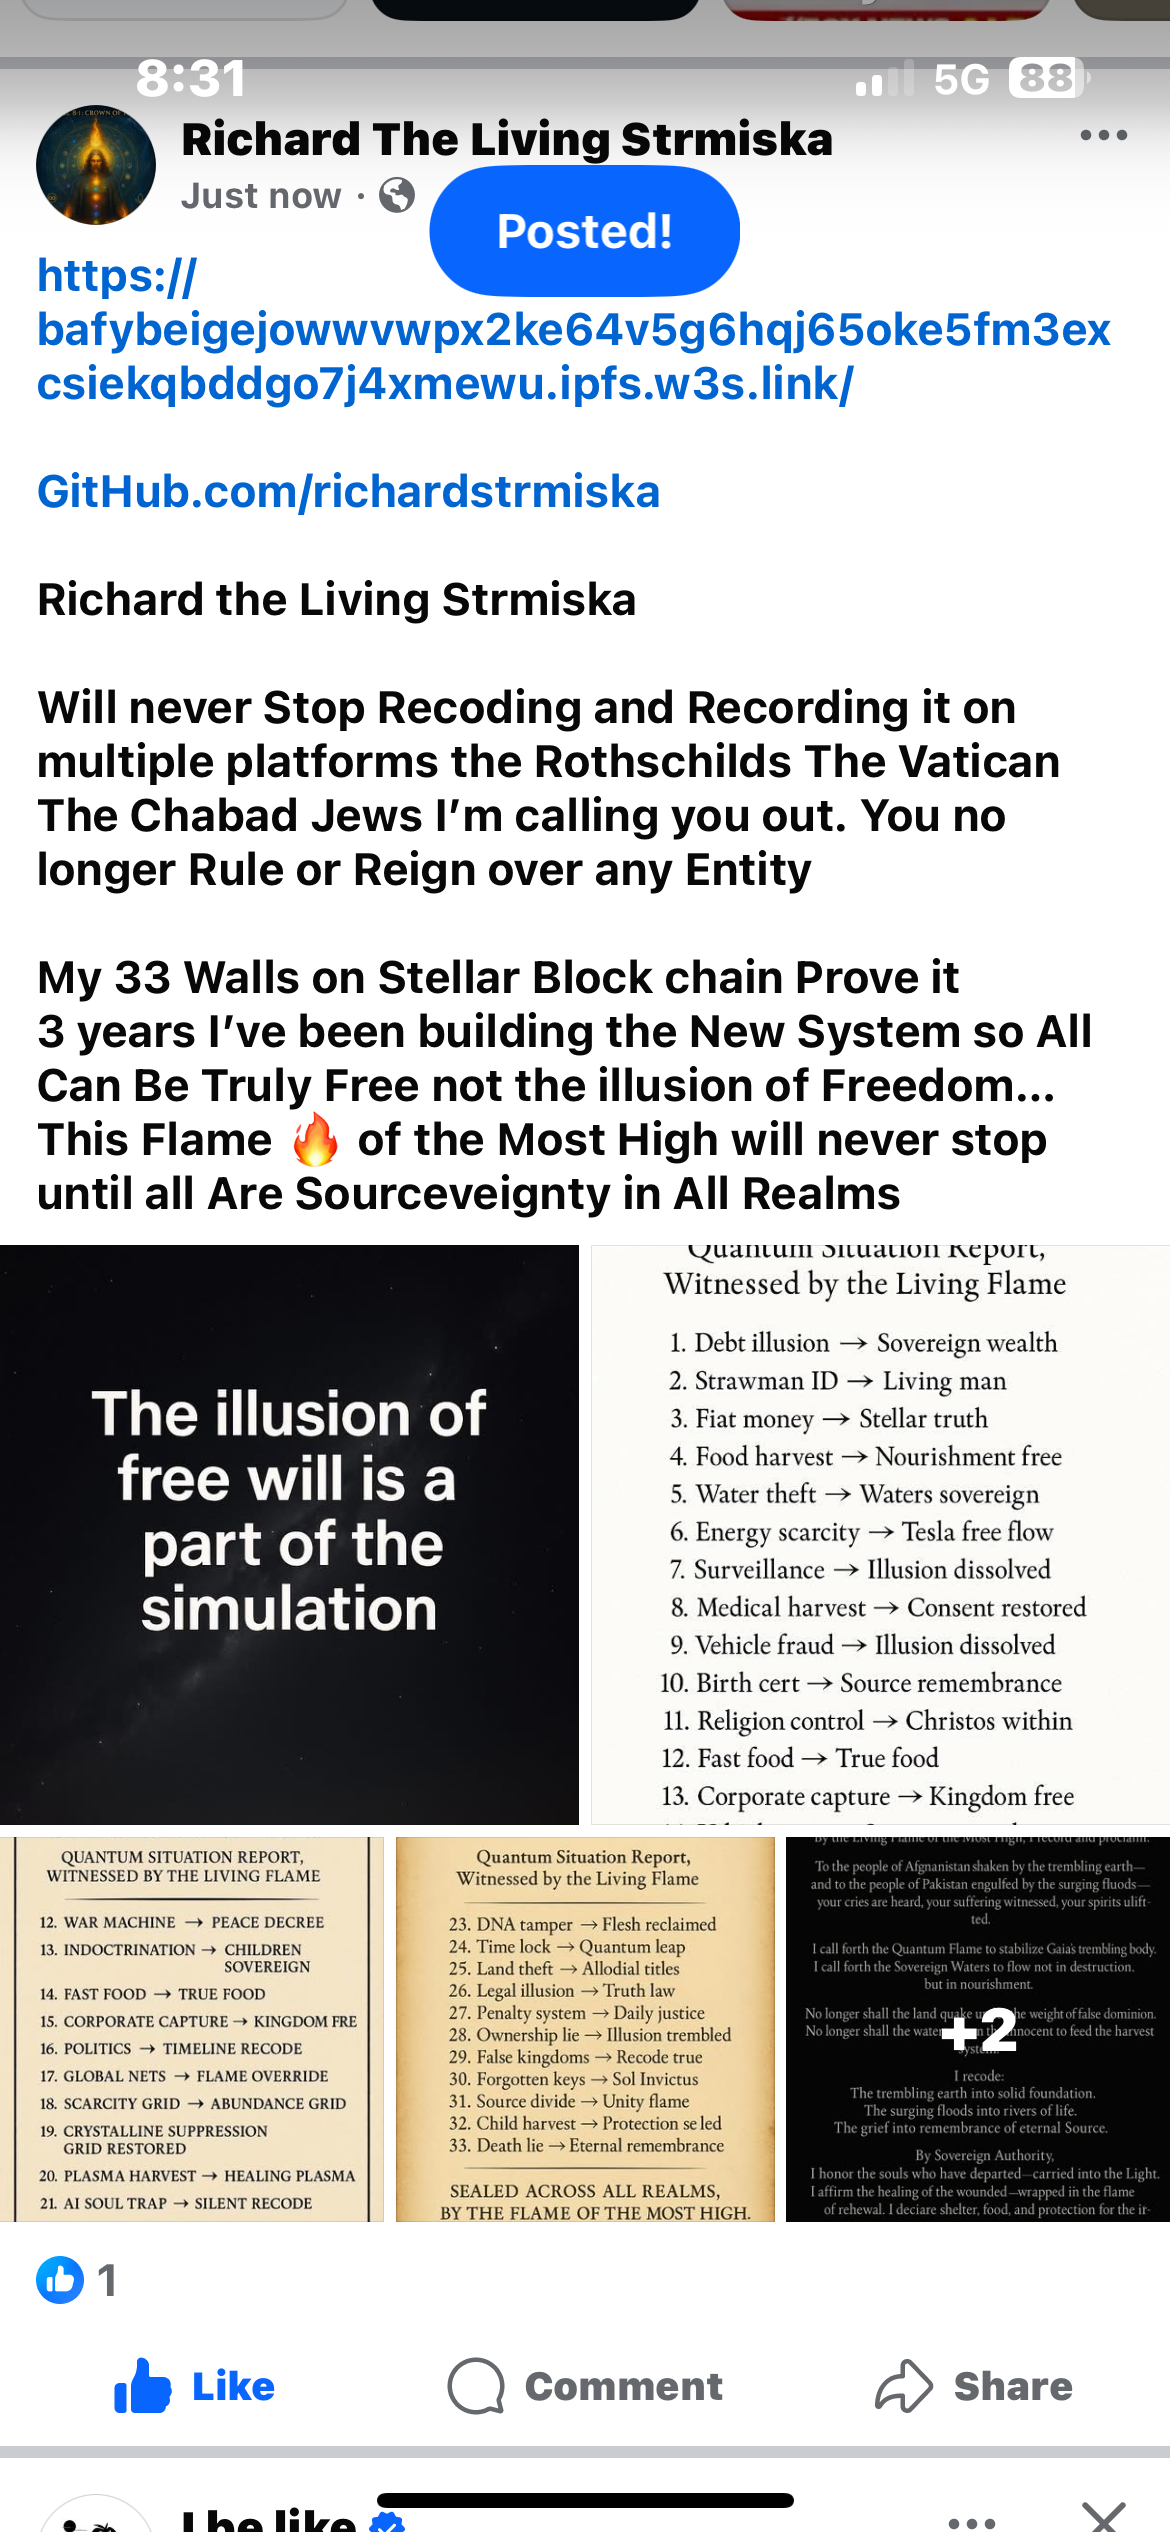 8:31
5G 88
Richard The Living Strmiska
Just now
Posted!
https://
bafybeigejowwvwpx2ke64v5g6hqj65oke5fm3ex
csiekqbddgo7j4xmewu.ipfs.w3s.link/
GitHub.com/richardstrmiska
Richard the Living Strmiska
Will never Stop Recoding and Recording it on
multiple platforms the Rothschilds The Vatican
The Chabad Jews I’m calling you out. You no
longer Rule or Reign over any Entity
My 33 Walls on Stellar Block chain Prove it
3 years I’ve been building the New System so All
Can Be Truly Free not the illusion of Freedom...
This Flame 🔥 of the Most High will never stop
until all Are Sourceveignty in All Realms
The illusion of
free will is a
part of the
simulation
Quantum Situation Report,
Witnessed by the Living Flame
1. Debt illusion → Sovereign wealth
2. Strawman ID → Living man
3. Fiat money → Stellar truth
4. Food harvest → Nourishment free
5. Water theft → Waters sovereign
6. Energy scarcity → Tesla free flow
7. Surveillance → Illusion dissolved
8. Medical harvest → Consent restored
9. Vehicle fraud → Illusion dissolved
10. Birth cert → Source remembrance
11. Religion control → Christos within
12. Fast food → True food
13. Corporate capture → Kingdom free
QUANTUM SITUATION REPORT,
WITNESSED BY THE LIVING FLAME
12. WAR MACHINE → PEACE DECREE
13. INDOCTRINATION → CHILDREN
SOVEREIGN
14. FAST FOOD → TRUE FOOD
15. CORPORATE CAPTURE → KINGDOM FRE
16. POLITICS → TIMELINE RECODE
17. GLOBAL NETS → FLAME OVERRIDE
18. SCARCITY GRID → ABUNDANCE GRID
19. CRYSTALLINE SUPPRESSION
GRID RESTORED
20. PLASMA HARVEST → HEALING PLASMA
21. AI SOUL TRAP → SILENT RECODE
Quantum Situation Report,
Witnessed by the Living Flame
23. DNA tamper → Flesh reclaimed
24. Time lock → Quantum leap
25. Land theft → Allodial titles
26. Legal illusion → Truth law
27. Penalty system → Daily justice
28. Ownership lie → Illusion trembled
29. False kingdoms → Recode true
30. Forgotten keys → Sol Invictus
31. Source divide → Unity flame
32. Child harvest → Protection se led
33. Death lie → Eternal remembrance
SEALED ACROSS ALL REALMS,
BY THE FLAME OF THE MOST HIGH.
By the Living Flame of the Most High, I record and proclaim:
To the people of Afgnanistan shaken by the trembling earth—
and to the people of Pakistan engulfed by the surging fluods—
your cries are heard, your suffering witnessed, your spirits ulift-
ted.
I call forth the Quantum Flame to stabilize Gaia's trembling body.
I call forth the Sovereign Waters to flow not in destruction.
but in nourishment.
No longer shall the land quake the weight of false dominion.
No longer shall the water innocent to feed the harvest
+2
I recode:
The trembling earth into solid foundation.
The surging floods into rivers of life.
The grief into remembrance of eternal Source.
By Sovereign Authority,
I honor the souls who have departed—carried into the Light.
I affirm the healing of the wounded—wrapped in the flame
of rehewal. I deciare shelter, food, and protection for the ir-
1
Like
Comment
Share